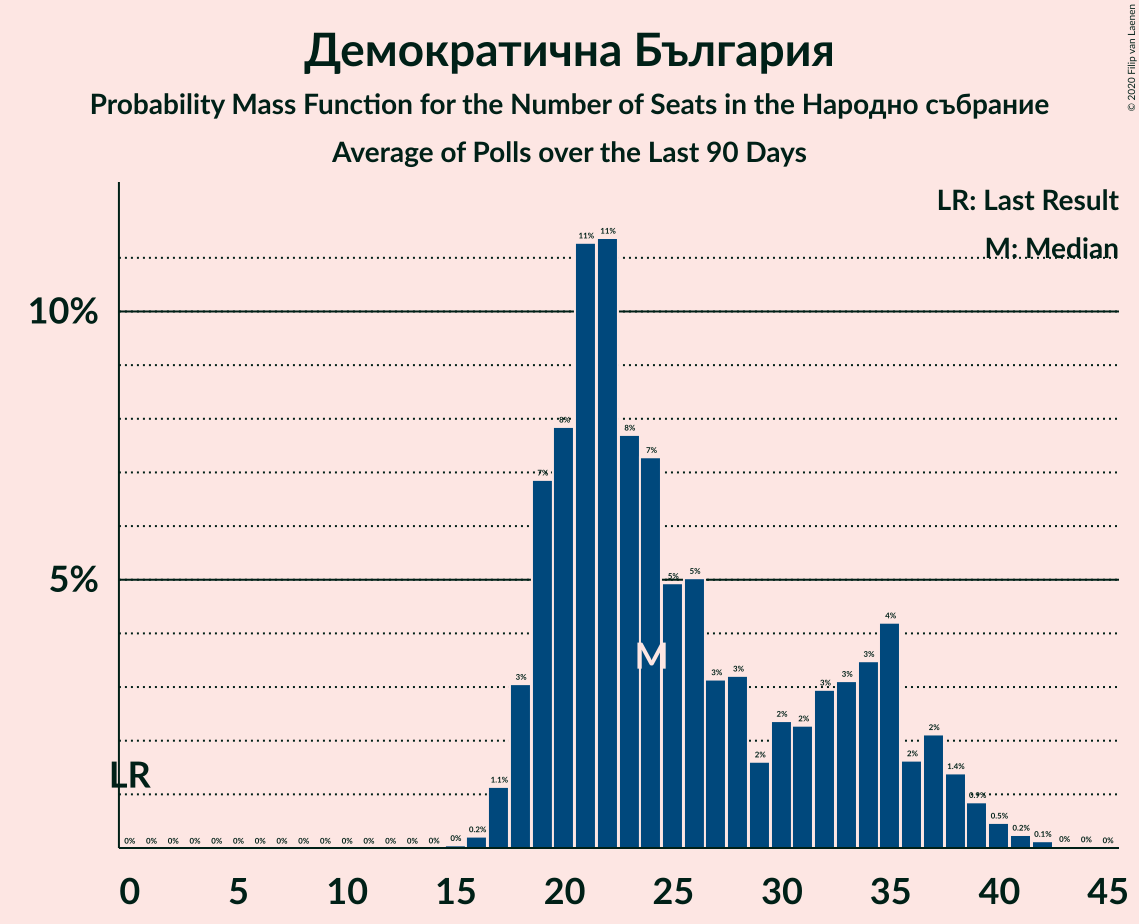 Демократична България
Probability Mass Function for the Number of Seats in the Народно събрание
Average of Polls over the Last 90 Days
© 2020 Filip van Laenen
LR: Last Result
M: Median
10%
5%
11% 11%
8% 8% 7%
7%
5% 5%
4%
3% 3% 3% 3% 3% 3%
M
2% 2% 2% 2% 2%
LR
1.1% 1.4% 0.9%
0% 0% 0% 0% 0% 0% 0% 0% 0% 0% 0% 0% 0% 0% 0% 0% 0.2% 0.5% 0.2% 0.1% 0% 0% 0%
0 5 10 15 20 25 30 35 40 45